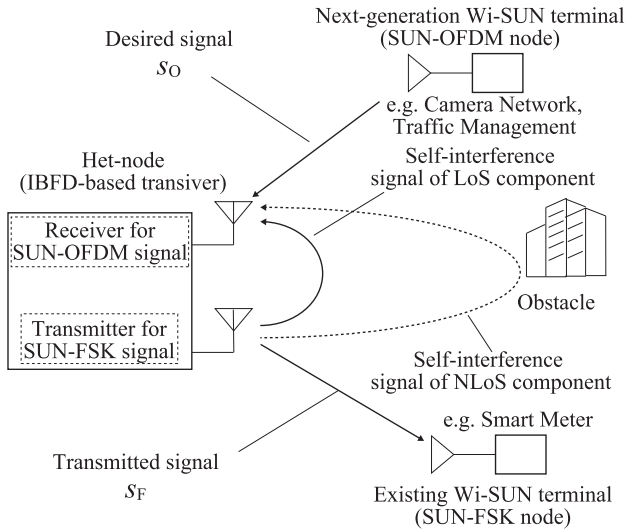 Next-generation Wi-SUN terminal
(SUN-OFDM node)
Desired signal
sO
e.g. Camera Network,
Traffic Management
Het-node
(IBFD-based transiver)
Self-interference
signal of LoS component
Receiver for
SUN-OFDM signal
Obstacle
Transmitter for
SUN-FSK signal
Self-interference
signal of NLoS component
e.g. Smart Meter
Transmitted signal
sF
Existing Wi-SUN terminal
(SUN-FSK node)